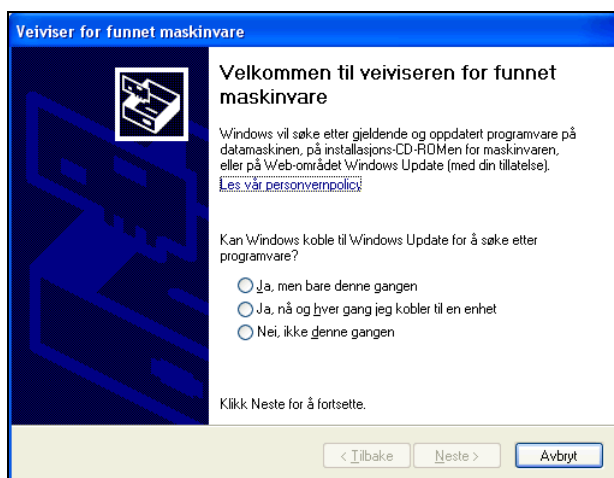 Veiviser for funnet maskinvare
Velkommen til veiviseren for funnet
maskinvare
Windows vil søke etter gjeldende og oppdatert programvare på
datamaskinen, på installasjons-CD-ROMen for maskinvaren,
eller på Web-området Windows Update (med din tillatelse).
Les vår personvernpolicy
Kan Windows koble til Windows Update for å søke etter
programvare?
Ja, men bare denne gangen
Ja, nå og hver gang jeg kobler til en enhet
Nei, ikke denne gangen
Klikk Neste for å fortsette.
< Tilbake Neste > Avbryt